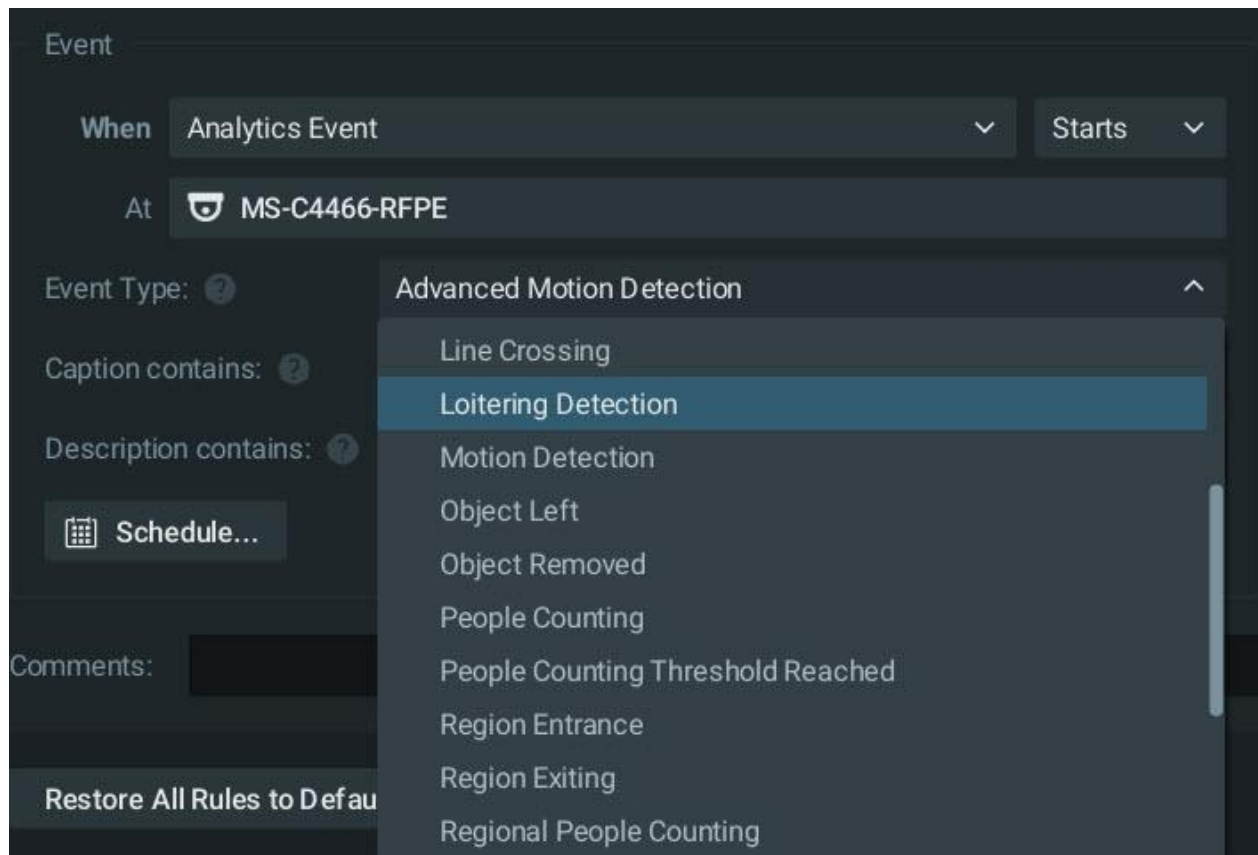 Event
When Analytics Event Starts
At MS-C4466-RFPE
Event Type: ? Advanced Motion Detection
Line Crossing
Caption contains: ?
Loitering Detection
Description contains: ?
Motion Detection
Object Left
Schedule...
Object Removed
People Counting
Comments:
People Counting Threshold Reached
Region Entrance
Region Exiting
Restore All Rules to Defau
Regional People Counting